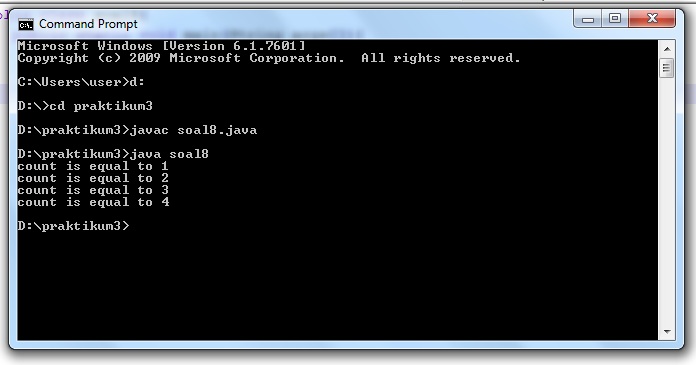 Command Prompt
Microsoft Windows [Version 6.1.7601]
Copyright (c) 2009 Microsoft Corporation.  All rights reserved.
C:\Users\user>d:
D:\>cd praktikum3
D:\praktikum3>javac soal8.java
D:\praktikum3>java soal8
count is equal to 1
count is equal to 2
count is equal to 3
count is equal to 4
D:\praktikum3>